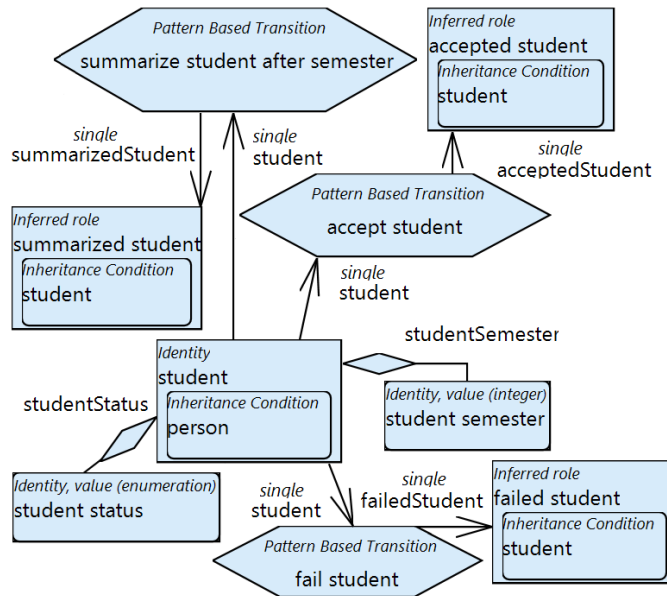 Pattern Based Transition
summarize student after semester
Inferred role
accepted student
Inheritance Condition
student
single
summarizedStudent
single
student
single
acceptedStudent
Pattern Based Transition
accept student
Inferred role
summarized student
Inheritance Condition
student
single
student
studentSemester
Identity
student
Inheritance Condition
person
Identity, value (integer)
student semester
studentStatus
Identity, value (enumeration)
student status
single
student
single
failedStudent
Inferred role
failed student
Inheritance Condition
student
Pattern Based Transition
fail student